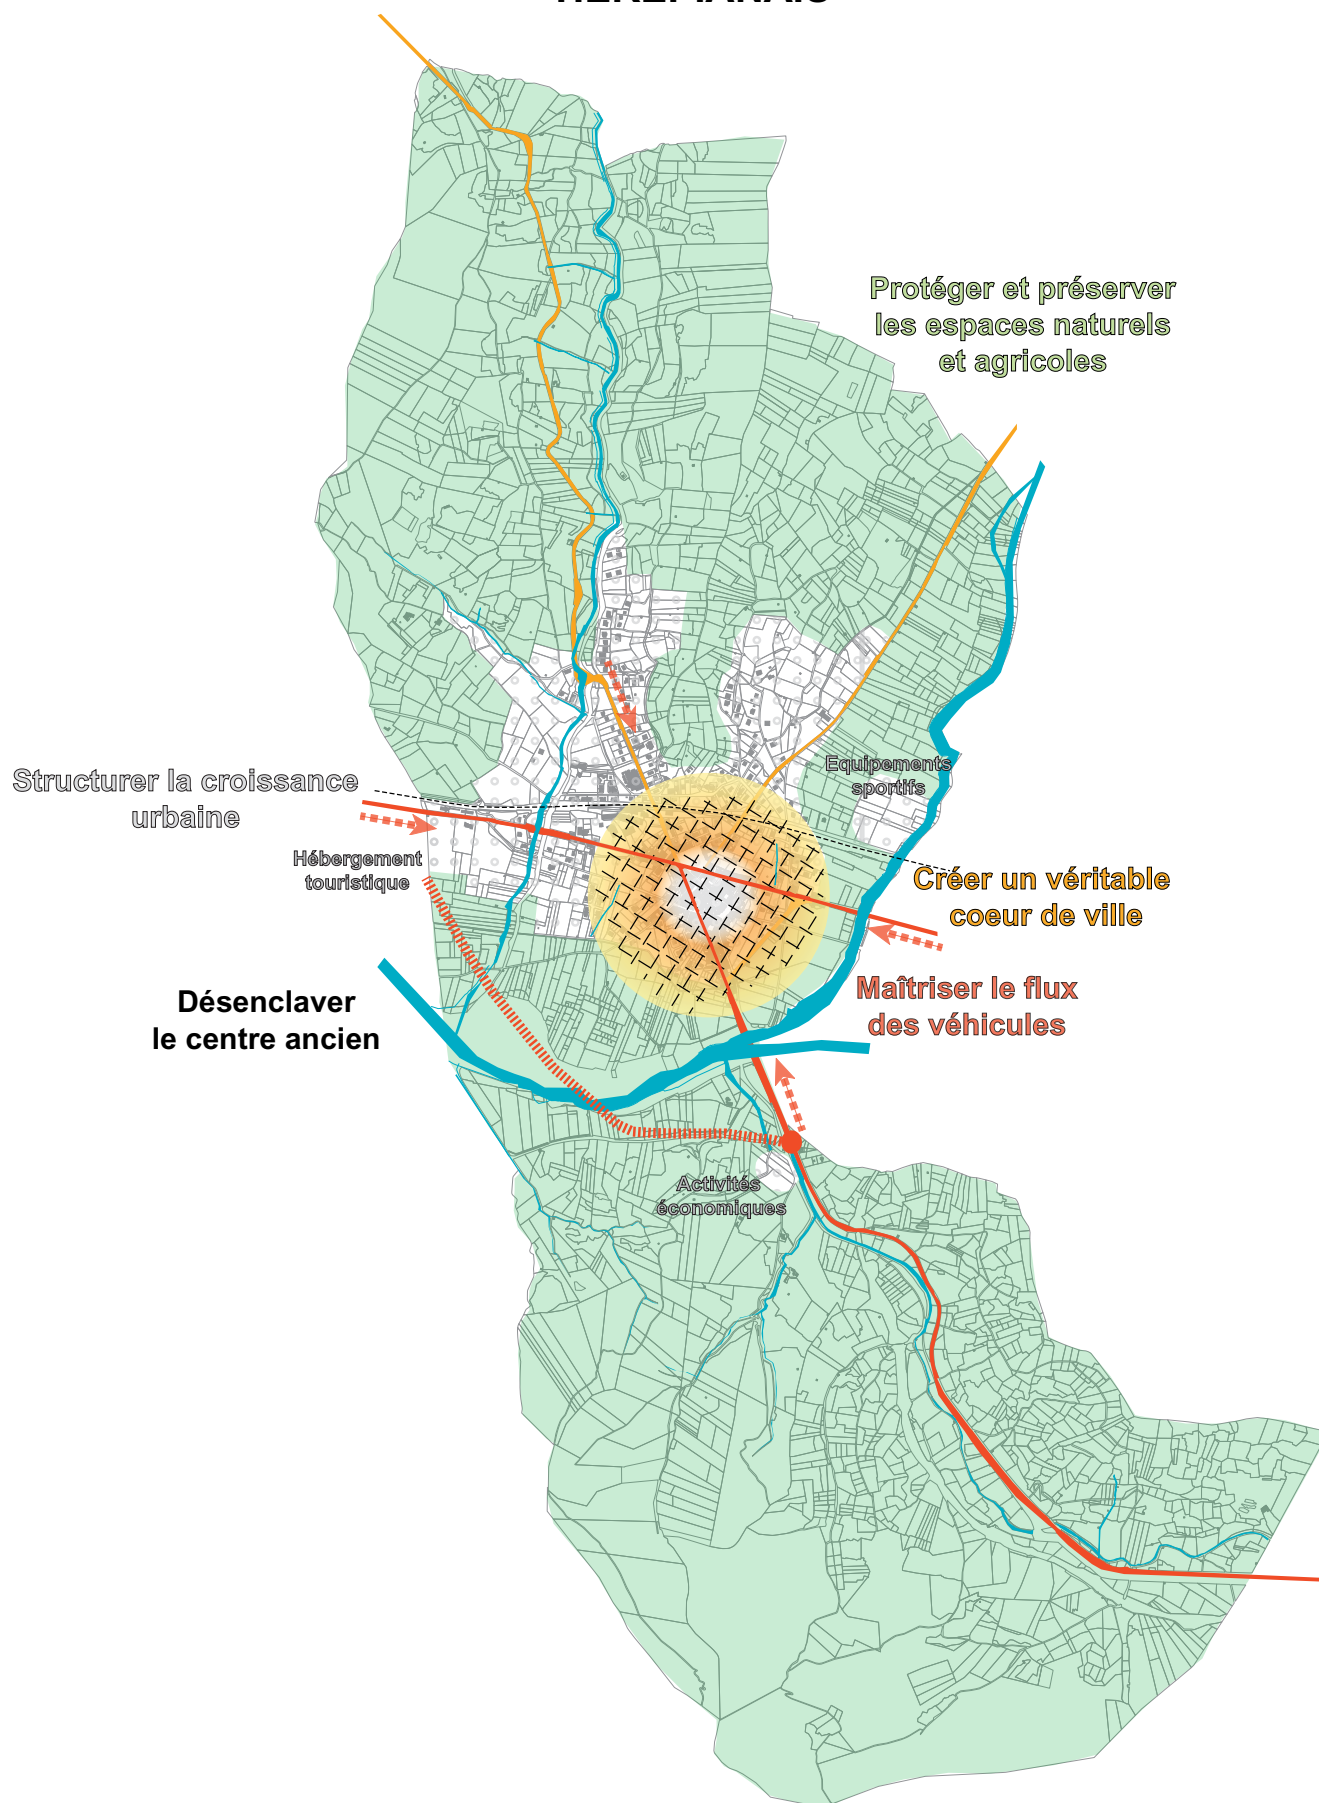 HEREPIANAIS
Protéger et préserver
les espaces naturels
et agricoles
Equipements
sportifs
Structurer la croissance
urbaine
Hébergement
touristique
Créer un véritable
coeur de ville
Désenclaver
le centre ancien
Maîtriser le flux
des véhicules
Activités
économiques